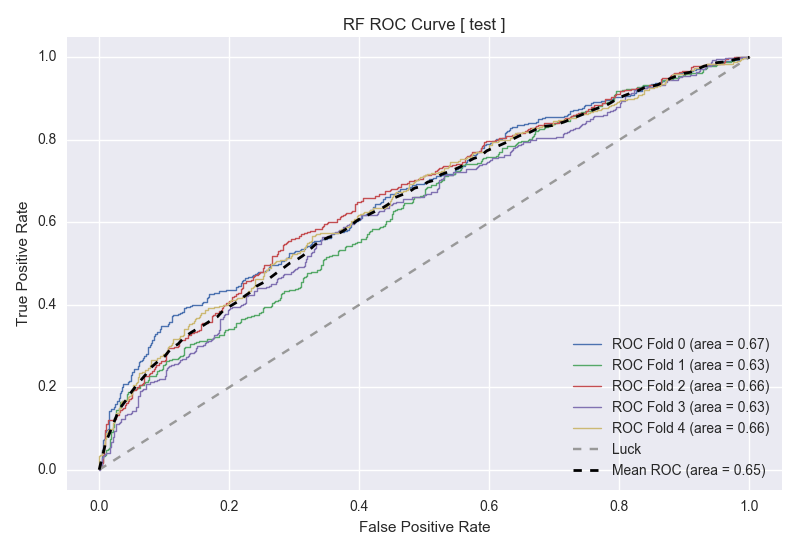 RF ROC Curve [ test ]
1.0
0.8
0.6
0.4
0.2
0.0
True Positive Rate
ROC Fold 0 (area = 0.67)
ROC Fold 1 (area = 0.63)
ROC Fold 2 (area = 0.66)
ROC Fold 3 (area = 0.63)
ROC Fold 4 (area = 0.66)
Luck
Mean ROC (area = 0.65)
0.0 0.2 0.4 0.6 0.8 1.0
False Positive Rate